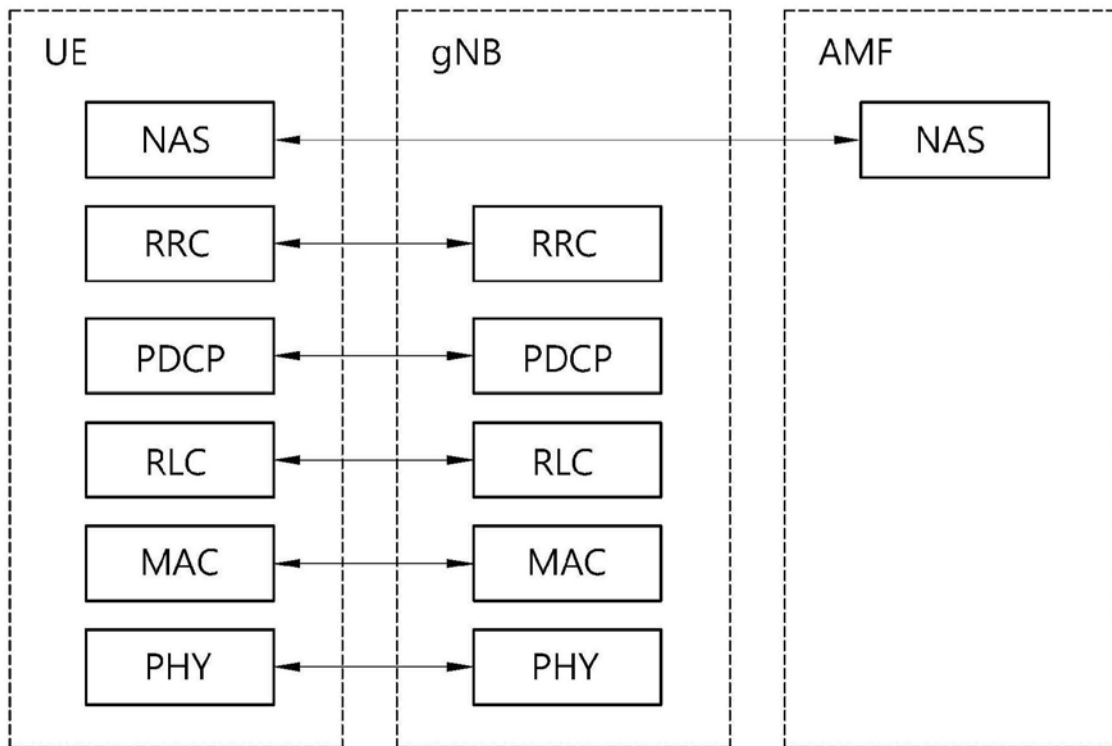 UE
gNB
AMF
NAS
NAS
RRC
RRC
PDCP
PDCP
RLC
RLC
MAC
MAC
PHY
PHY